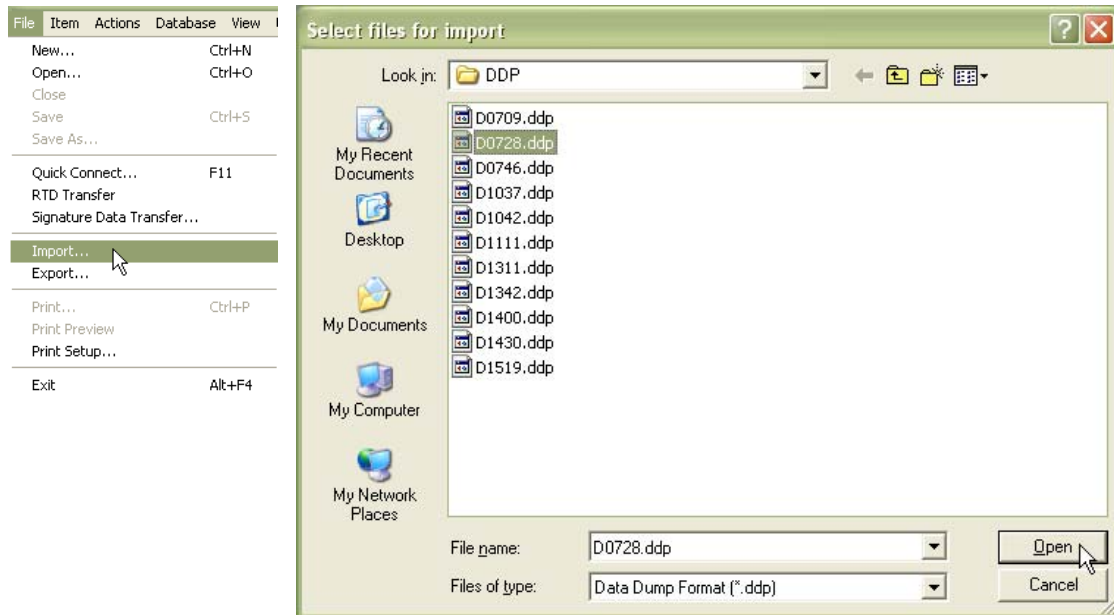 File Item Actions Database View
New... Ctrl+N
Open... Ctrl+O
Close
Save Ctrl+S
Save As...
Quick Connect... F11
RTD Transfer
Signature Data Transfer...
Import...
Export...
Print... Ctrl+P
Print Preview
Print Setup...
Exit Alt+F4
Select files for import
Look in: DDP
My Recent
Documents
Desktop
My Documents
My Computer
My Network
Places
D0709.ddp
D0728.ddp
D0746.ddp
D1037.ddp
D1042.ddp
D1111.ddp
D1311.ddp
D1342.ddp
D1400.ddp
D1430.ddp
D1519.ddp
File name: D0728.ddp Open
Files of type: Data Dump Format (*.ddp) Cancel